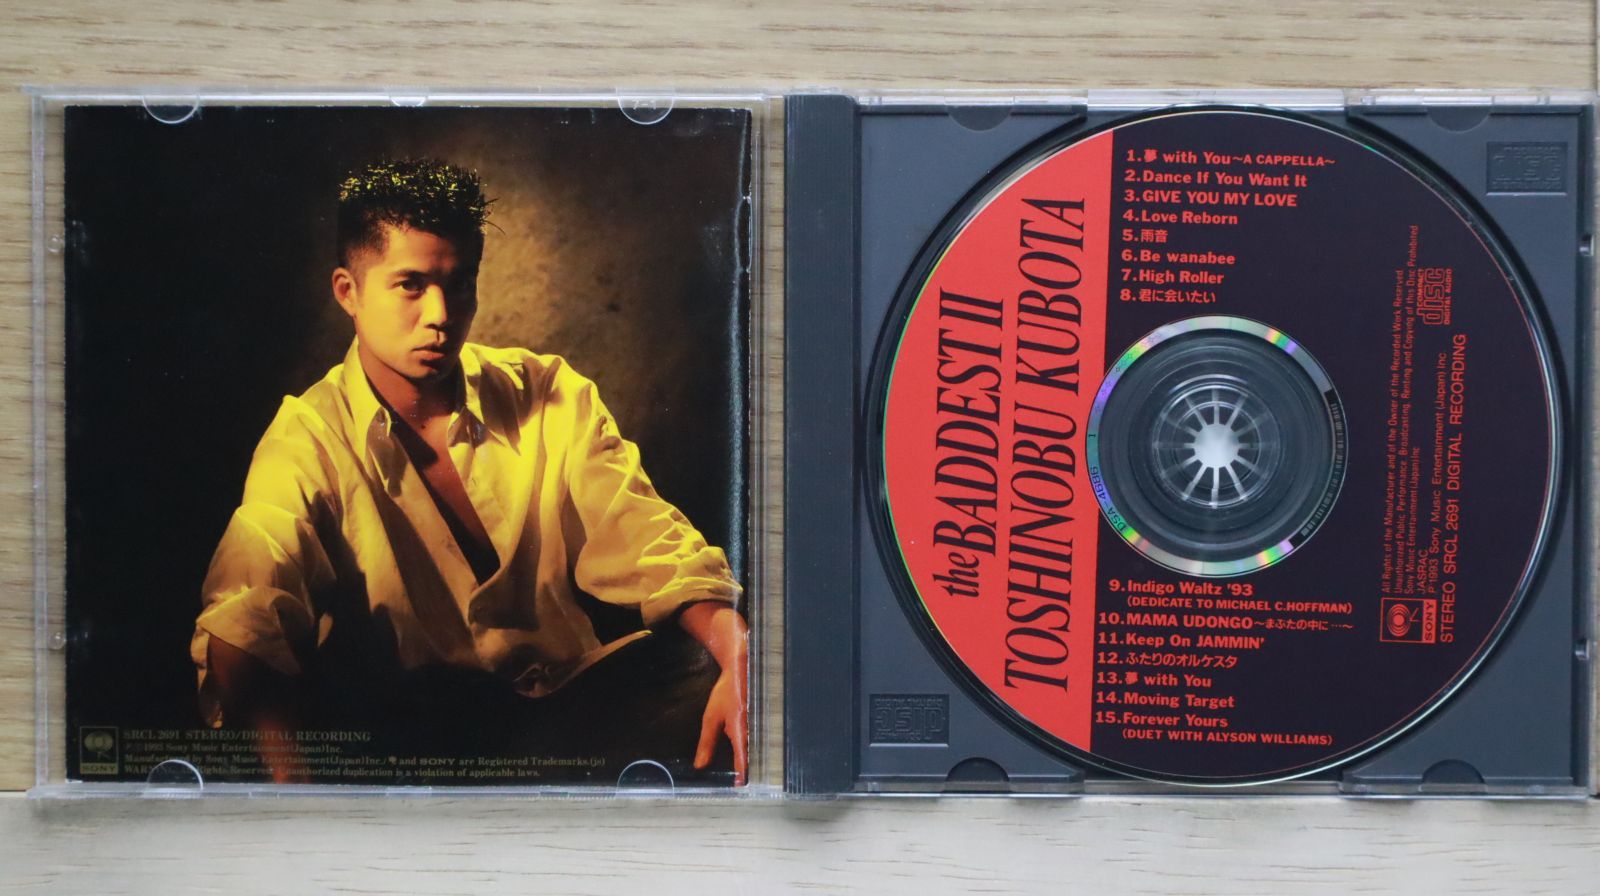 SRCL 2691 STEREO/DIGITAL RECORDING
℗©1993 Sony Music Entertainment(Japan)Inc.
Manufactured by Sony Music Entertainment(Japan)Inc./ and SONY are Registered Trademarks.(js)
WARNING: All Rights Reserved. Unauthorized duplication is a violation of applicable laws.
SONY
the BADDEST II
TOSHINOBU KUBOTA
1.夢 with You~A CAPPELLA~
2.Dance If You Want It
3.GIVE YOU MY LOVE
4.Love Reborn
5.雨音
6.Be wanabee
7.High Roller
8.君に会いたい
9.Indigo Waltz '93
(DEDICATE TO MICHAEL C.HOFFMAN)
10.MAMA UDONGO~まぶたの中に…~
11.Keep On JAMMIN'
12.ふたりのオルケスタ
13.夢 with You
14.Moving Target
15.Forever Yours
(DUET WITH ALYSON WILLIAMS)
All Rights of the Manufacturer and of the Owner of the Recorded Work Reserved
Unauthorized Public Performance, Broadcasting, Renting and Copying of this Disc Prohibited
Sony Music Entertainment(Japan)Inc
JASRAC
℗1993 Sony Music Entertainment(Japan)Inc
STEREO SRCL 2691 DIGITAL RECORDING
SONY
COMPACT
disc
DIGITAL AUDIO